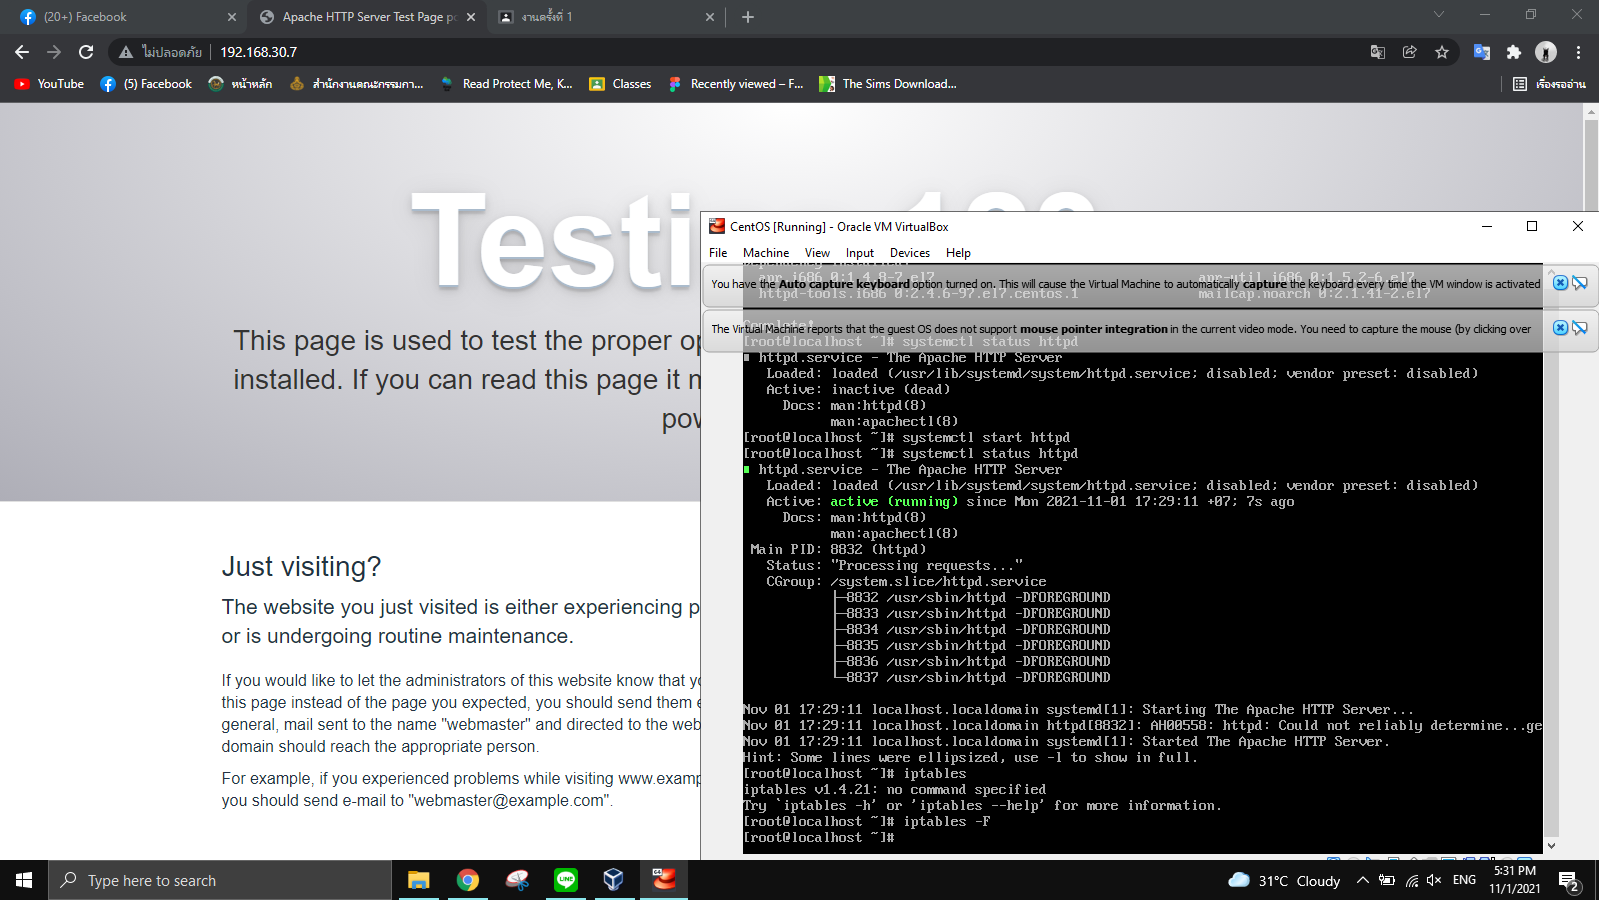 (20+) Facebook
Apache HTTP Server Test Page po
งานครั้งที่ 1
ไม่ปลอดภัย
192.168.30.7
YouTube
(5) Facebook
หน้าหลัก
สำนักงานคณะกรรมกา...
Read Protect Me, K...
Classes
Recently viewed – F...
The Sims Download...
เรื่องรออ่าน
Testi
This page is used to test the proper op
installed. If you can read this page it m
pow
Just visiting?
The website you just visited is either experiencing p
or is undergoing routine maintenance.
If you would like to let the administrators of this website know that yo
this page instead of the page you expected, you should send them e
general, mail sent to the name "webmaster" and directed to the web
domain should reach the appropriate person.
For example, if you experienced problems while visiting www.examp
you should send e-mail to "webmaster@example.com".
CentOS [Running] - Oracle VM VirtualBox
File Machine View Input Devices Help
apr.i686 0:1.4.8-7.el7 apr-util.i686 0:1.5.2-6.el7
You have the Auto capture keyboard option turned on. This will cause the Virtual Machine to automatically capture the keyboard every time the VM window is activated
httpd-tools.i686 0:2.4.6-97.el7.centos.1 mailcap.noarch 0:2.1.41-2.el7
Complete!
The Virtual Machine reports that the guest OS does not support mouse pointer integration in the current video mode. You need to capture the mouse (by clicking over
[root@localhost ~]# systemctl status httpd
httpd.service - The Apache HTTP Server
Loaded: loaded (/usr/lib/systemd/system/httpd.service; disabled; vendor preset: disabled)
Active: inactive (dead)
Docs: man:httpd(8)
man:apachectl(8)
[root@localhost ~]# systemctl start httpd
[root@localhost ~]# systemctl status httpd
httpd.service - The Apache HTTP Server
Loaded: loaded (/usr/lib/systemd/system/httpd.service; disabled; vendor preset: disabled)
Active: active (running) since Mon 2021-11-01 17:29:11 +07; 7s ago
Docs: man:httpd(8)
man:apachectl(8)
Main PID: 8832 (httpd)
Status: "Processing requests..."
CGroup: /system.slice/httpd.service
├─8832 /usr/sbin/httpd -DFOREGROUND
├─8833 /usr/sbin/httpd -DFOREGROUND
├─8834 /usr/sbin/httpd -DFOREGROUND
├─8835 /usr/sbin/httpd -DFOREGROUND
├─8836 /usr/sbin/httpd -DFOREGROUND
└─8837 /usr/sbin/httpd -DFOREGROUND
Nov 01 17:29:11 localhost.localdomain systemd[1]: Starting The Apache HTTP Server...
Nov 01 17:29:11 localhost.localdomain httpd[8832]: AH00558: httpd: Could not reliably determine...ge
Nov 01 17:29:11 localhost.localdomain systemd[1]: Started The Apache HTTP Server.
Hint: Some lines were ellipsized, use -l to show in full.
[root@localhost ~]# iptables
iptables v1.4.21: no command specified
Try `iptables -h' or 'iptables --help' for more information.
[root@localhost ~]# iptables -F
[root@localhost ~]#
Type here to search
31°C Cloudy
ENG
5:31 PM
11/1/2021
2